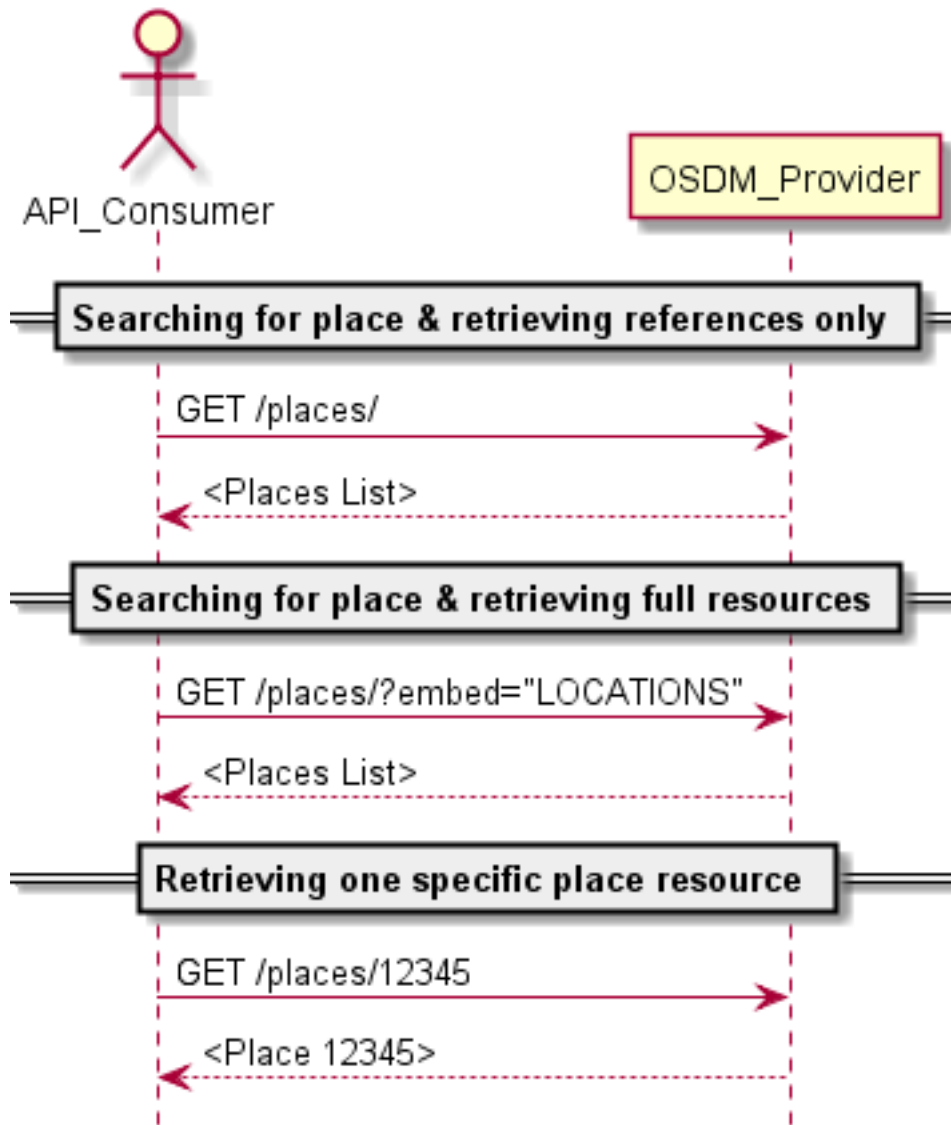 API_Consumer
OSDM_Provider
Searching for place & retrieving references only
GET /places/
<Places List>
Searching for place & retrieving full resources
GET /places/?embed="LOCATIONS"
<Places List>
Retrieving one specific place resource
GET /places/12345
<Place 12345>